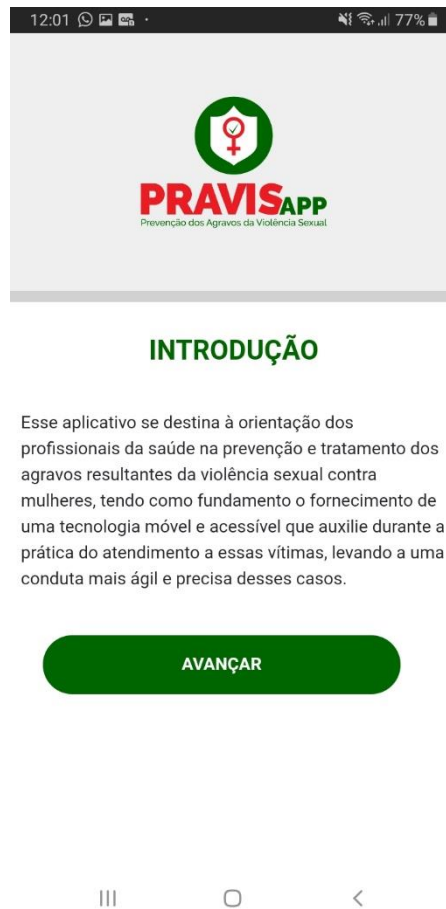 12:01
77%
PRAVISAPP
Prevenção dos Agravos da Violência Sexual
INTRODUÇÃO
Esse aplicativo se destina à orientação dos
profissionais da saúde na prevenção e tratamento dos
agravos resultantes da violência sexual contra
mulheres, tendo como fundamento o fornecimento de
uma tecnologia móvel e acessível que auxilie durante a
prática do atendimento a essas vítimas, levando a uma
conduta mais ágil e precisa desses casos.
AVANÇAR